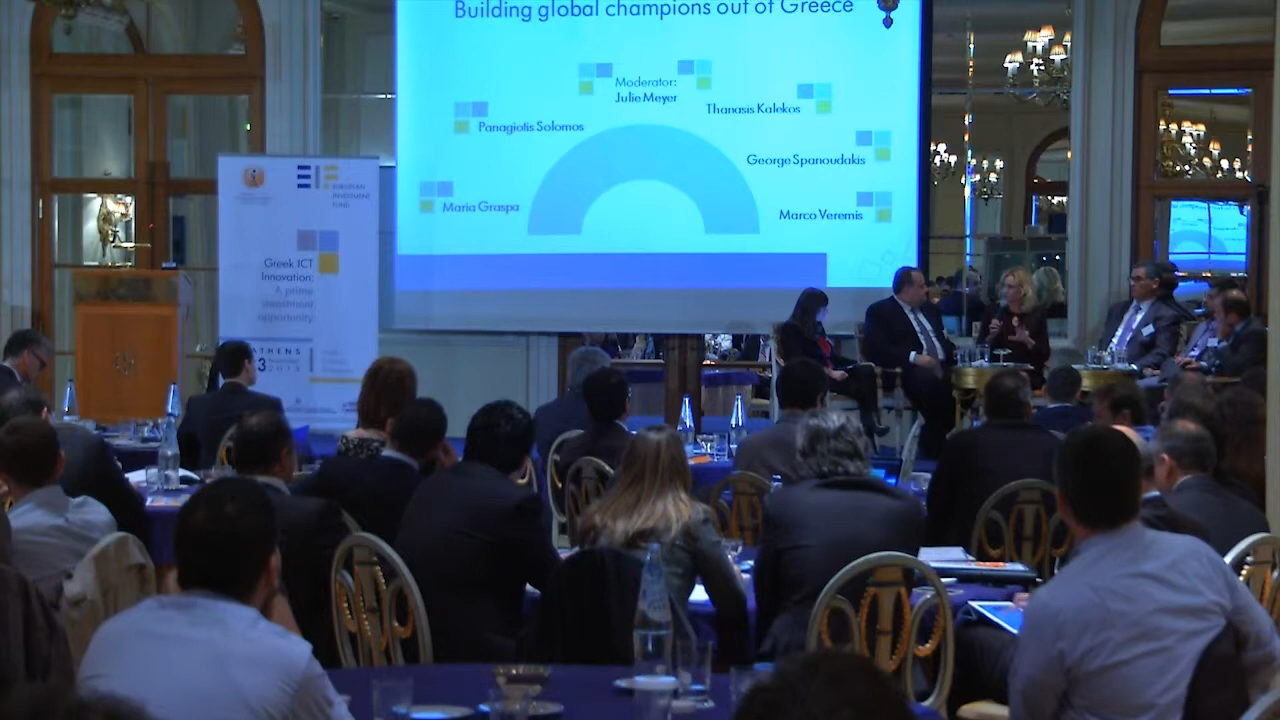 Building global champions out of Greece
Moderator:
Julie Meyer
Panagiotis Solomos
Thanasis Kalekos
George Spanoudakis
Maria Graspa
Marco Veremis
EUROPEAN
INVESTMENT
FUND
Greek ICT
Innovation:
A prime
investment
opportunity
ATHENS